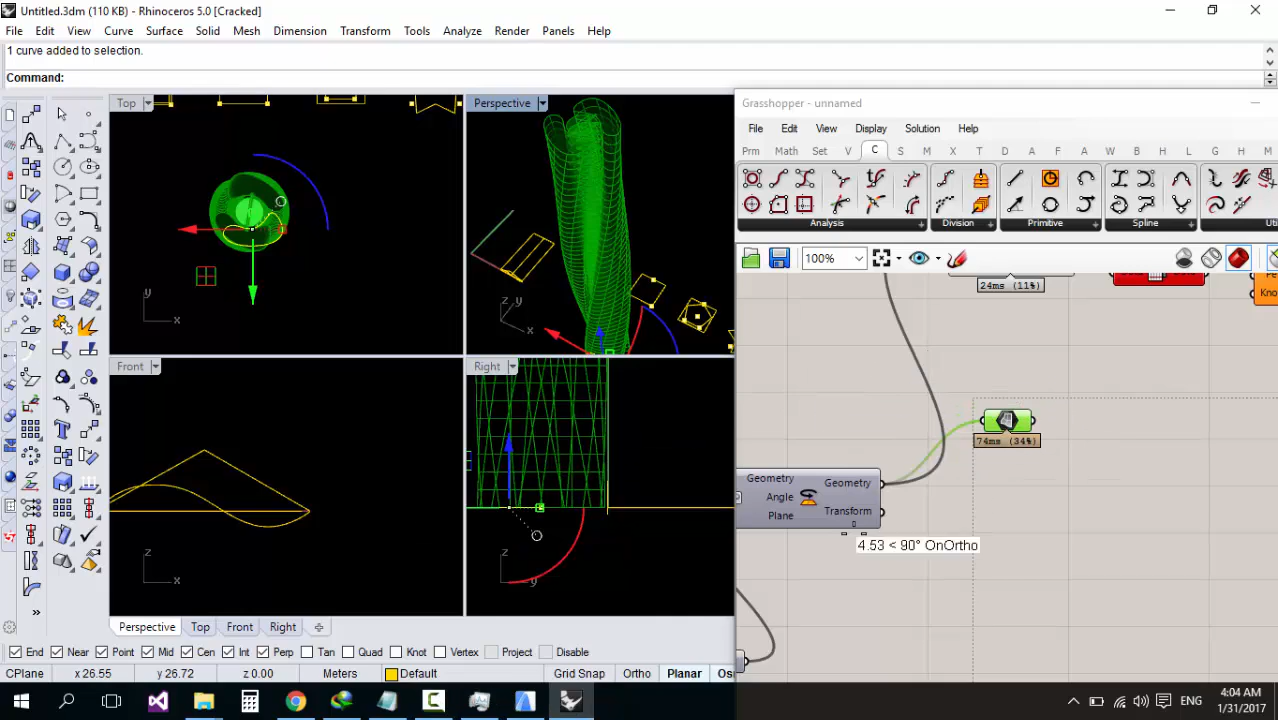 Untitled.3dm (110 KB) - Rhinoceros 5.0 [Cracked]
File Edit View Curve Surface Solid Mesh Dimension Transform Tools Analyze Render Panels Help
1 curve added to selection.
Command:
Top
Perspective
y
x
z y
x
Front
Right
z
x
z
y
Perspective Top Front Right
End Near Point Mid Cen Int Perp Tan Quad Knot Vertex Project Disable
CPlane x 26.55 y 26.72 z 0.00 Meters Default Grid Snap Ortho Planar
Grasshopper - unnamed
File Edit View Display Solution Help
Prm Math Set V C S M X T D A F A W B H L G H M
Analysis Division Primitive Spline
100%
24ms (11%)
74ms (34%)
Geometry
Angle
Plane
Geometry
Transform
4.53 < 90° OnOrtho
ENG
4:04 AM
1/31/2017